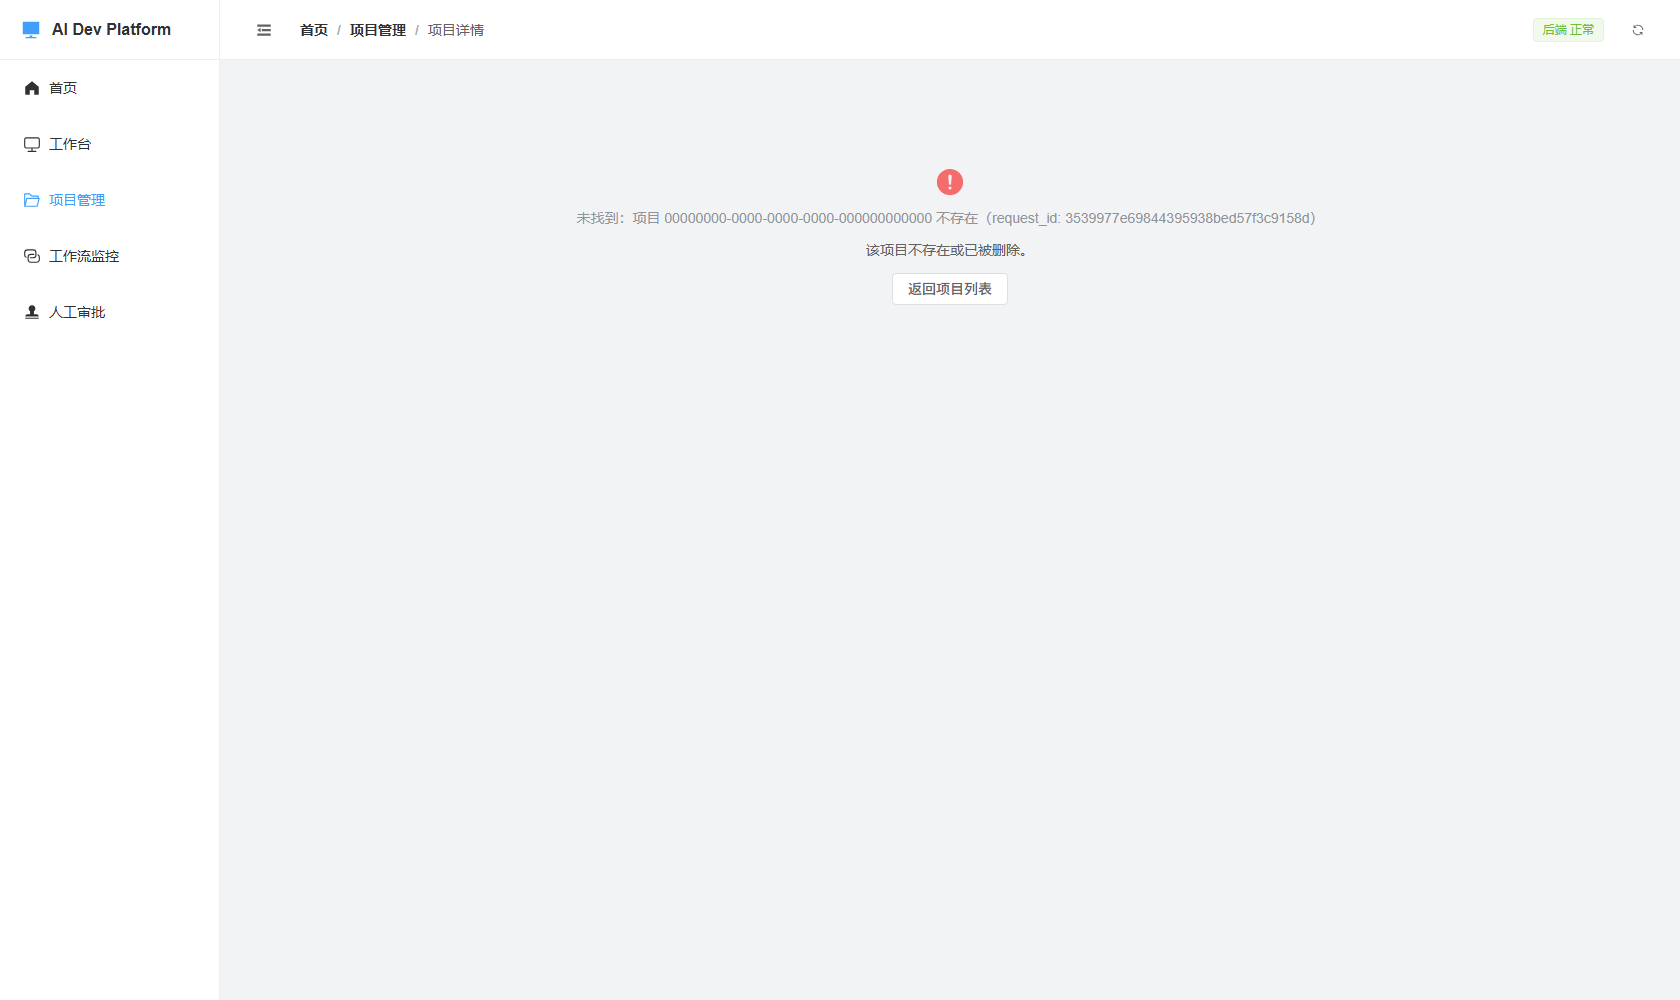 AI Dev Platform
首页 / 项目管理 / 项目详情
后端 正常
首页
工作台
项目管理
工作流监控
人工审批
未找到：项目 00000000-0000-0000-0000-000000000000 不存在（request_id: 3539977e69844395938bed57f3c9158d）
该项目不存在或已被删除。
返回项目列表